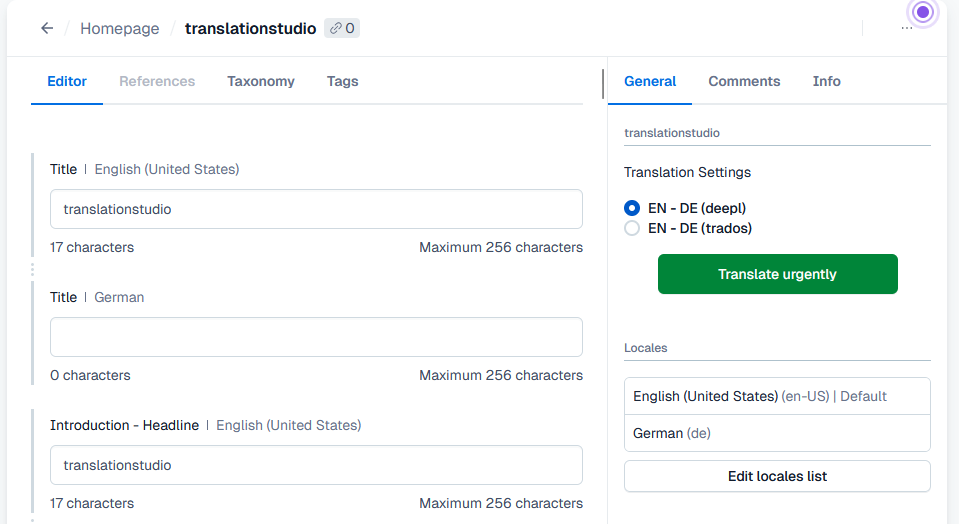 Homepage / translationstudio 0
Editor References Taxonomy Tags
Title | English (United States)
translationstudio
17 characters Maximum 256 characters
Title | German
0 characters Maximum 256 characters
Introduction - Headline | English (United States)
translationstudio
17 characters Maximum 256 characters
General Comments Info
translationstudio
Translation Settings
EN - DE (deepl)
EN - DE (trados)
Translate urgently
Locales
English (United States) (en-US) | Default
German (de)
Edit locales list